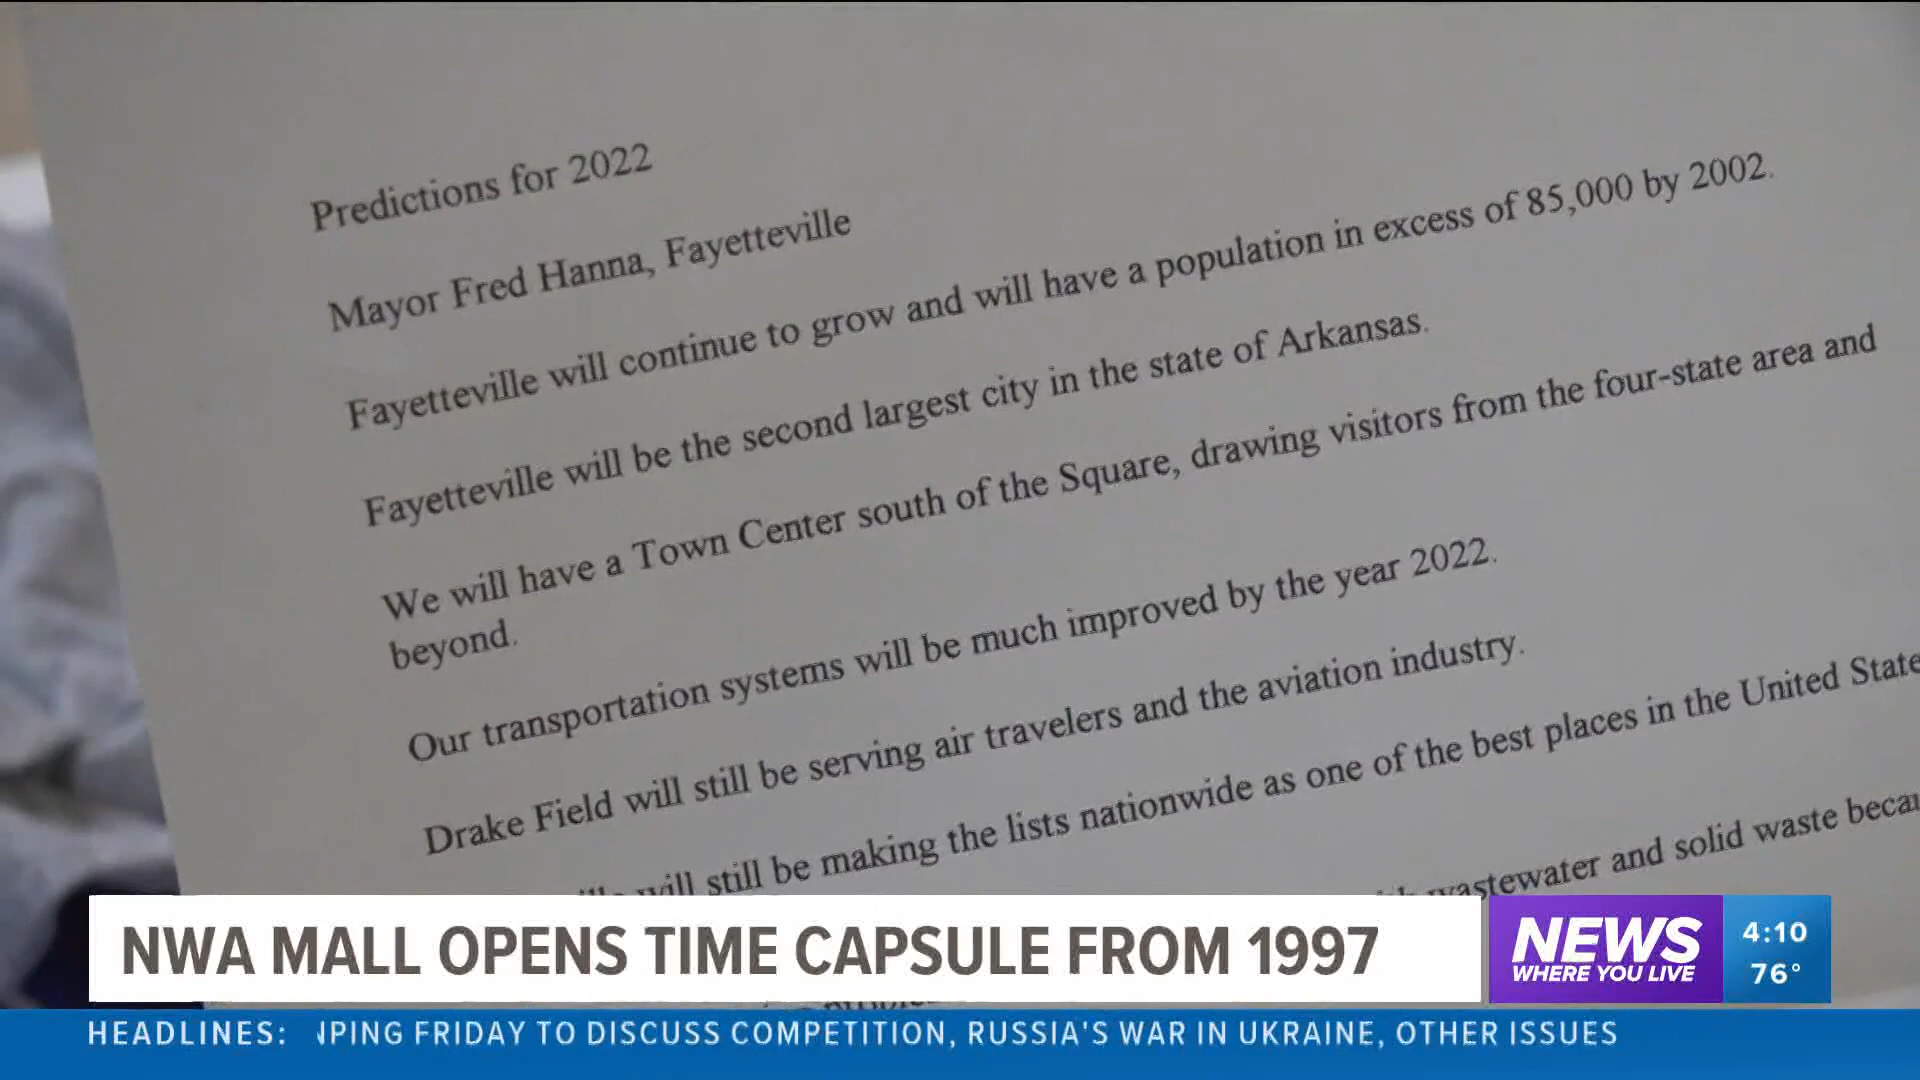 Predictions for 2022
Mayor Fred Hanna, Fayetteville
Fayetteville will continue to grow and will have a population in excess of 85,000 by 2002.
Fayetteville will be the second largest city in the state of Arkansas.
We will have a Town Center south of the Square, drawing visitors from the four-state area and
beyond.
Our transportation systems will be much improved by the year 2022.
Drake Field will still be serving air travelers and the aviation industry.
will still be making the lists nationwide as one of the best places in the United State
wastewater and solid waste
NWA MALL OPENS TIME CAPSULE FROM 1997
NEWS
WHERE YOU LIVE
4:10
76°
HEADLINES: NPING FRIDAY TO DISCUSS COMPETITION, RUSSIA'S WAR IN UKRAINE, OTHER ISSUES